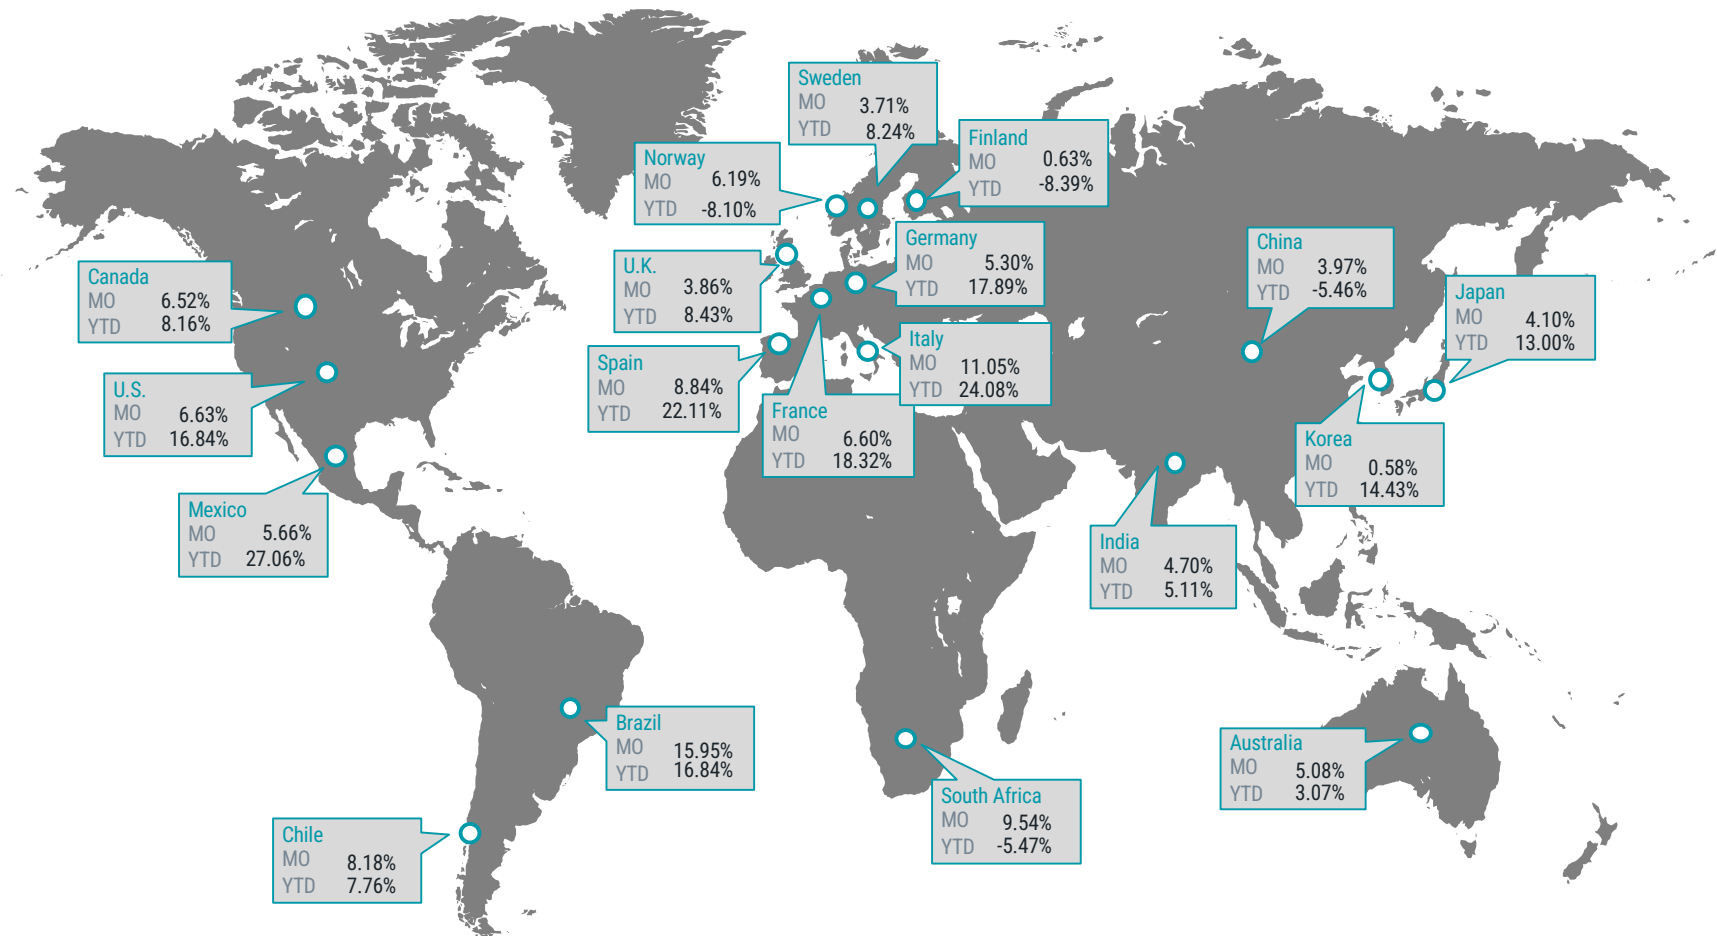 Sweden
MO 3.71%
YTD 8.24%
Finland
MO 0.63%
YTD -8.39%
Norway
MO 6.19%
YTD -8.10%
Germany
MO 5.30%
YTD 17.89%
China
MO 3.97%
YTD -5.46%
U.K.
MO 3.86%
YTD 8.43%
Canada
MO 6.52%
YTD 8.16%
Japan
MO 4.10%
YTD 13.00%
Italy
MO 11.05%
YTD 24.08%
Spain
MO 8.84%
YTD 22.11%
U.S.
MO 6.63%
YTD 16.84%
France
MO 6.60%
YTD 18.32%
Korea
MO 0.58%
YTD 14.43%
Mexico
MO 5.66%
YTD 27.06%
India
MO 4.70%
YTD 5.11%
Brazil
MO 15.95%
YTD 16.84%
Australia
MO 5.08%
YTD 3.07%
South Africa
MO 9.54%
YTD -5.47%
Chile
MO 8.18%
YTD 7.76%